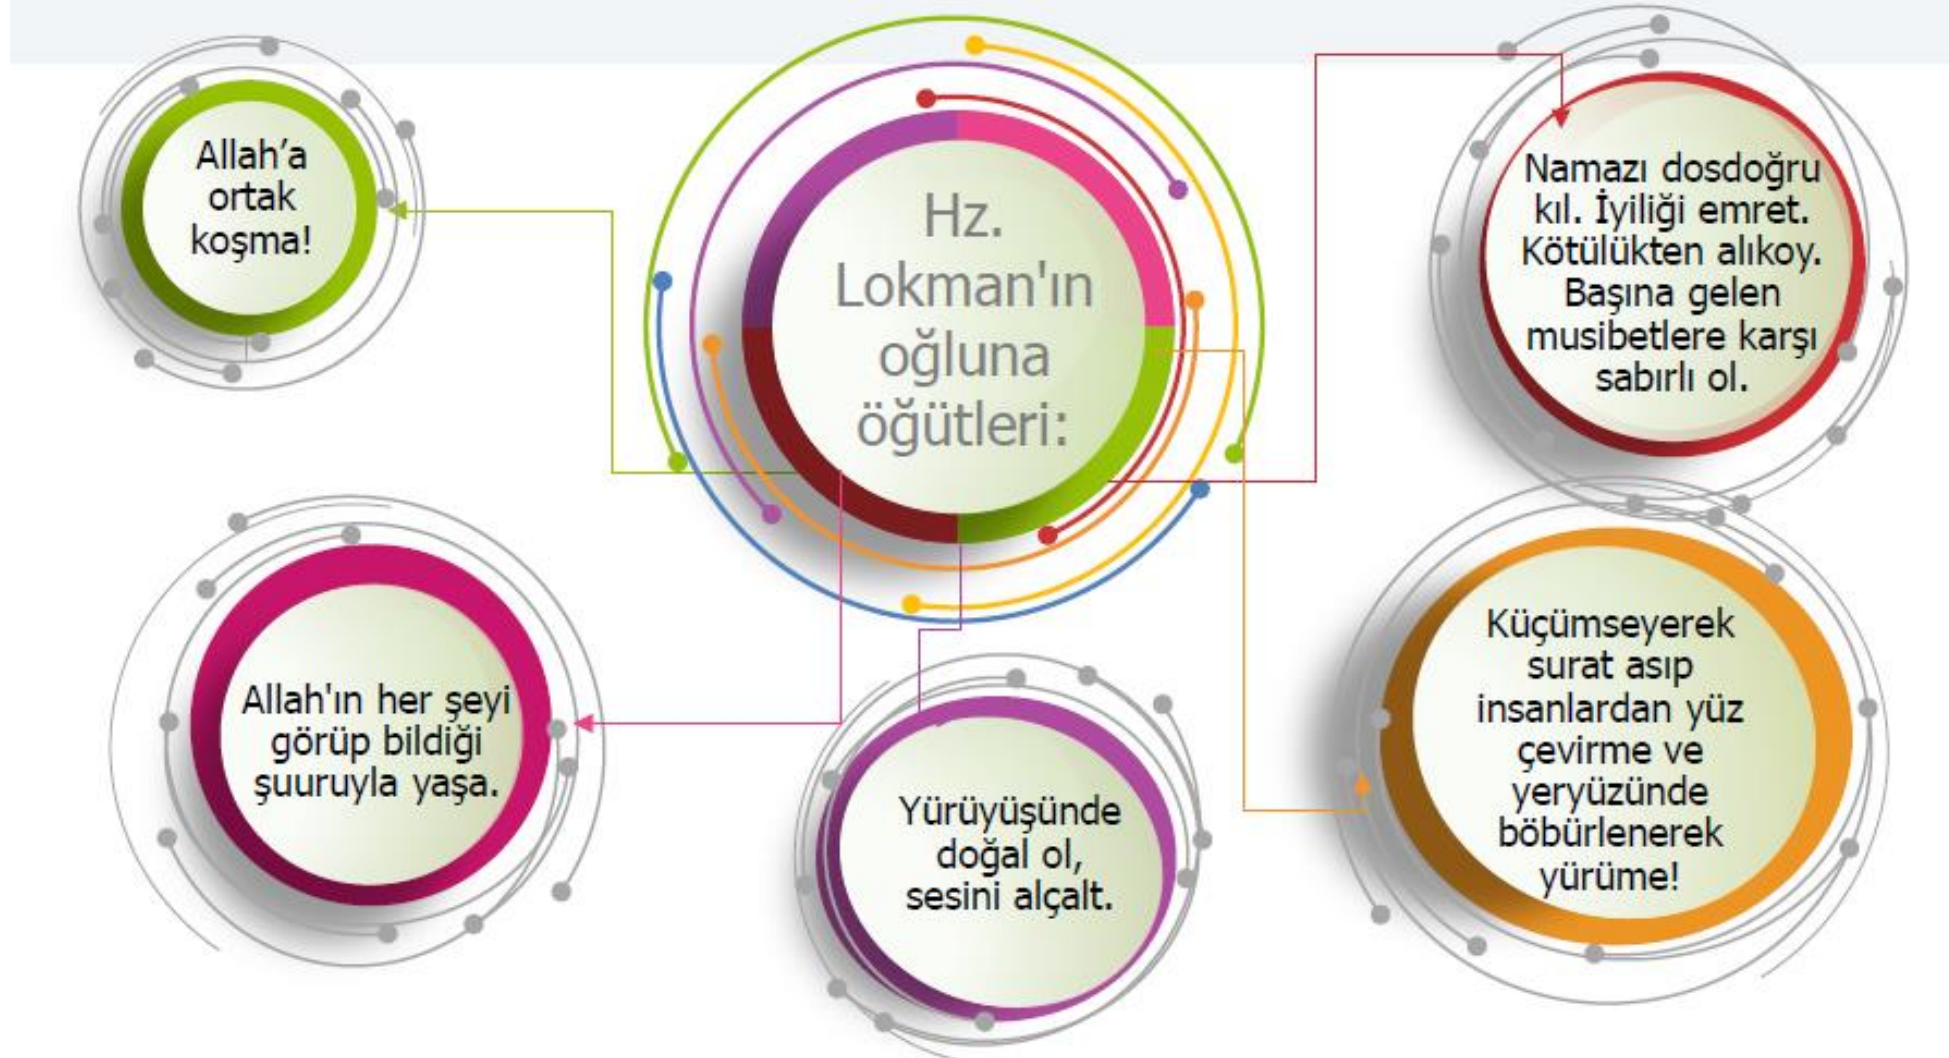 Allah’a
ortak
koşma!
Hz.
Lokman'ın
oğluna
öğütleri:
Namazı dosdoğru
kıl. İyiliği emret.
Kötülükten alıkoy.
Başına gelen
musibetlere karşı
sabırlı ol.
Allah'ın her şeyi
görüp bildiği
şuuruyla yaşa.
Yürüyüşünde
doğal ol,
sesini alçalt.
Küçümseyerek
surat asıp
insanlardan yüz
çevirme ve
yeryüzünde
böbürlenerek
yürüme!